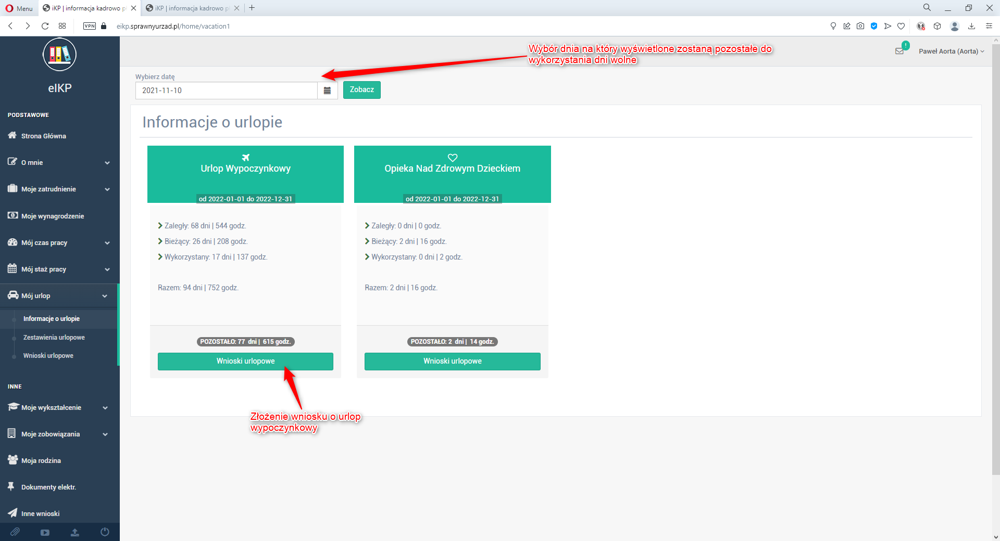 Menu
iKP | informacja kadrowo p
iKP | informacja kadrowo p
VPN
eikp.sprawnyurzad.pl/home/vacation1
eIKP
PODSTAWOWE
Strona Główna
O mnie
Moje zatrudnienie
Moje wynagrodzenie
Mój czas pracy
Mój staż pracy
Mój urlop
Informacje o urlopie
Zestawienia urlopowe
Wnioski urlopowe
INNE
Moje wykształcenie
Moje zobowiązania
Moja rodzina
Dokumenty elektr.
Inne wnioski
Wybór dnia na który wyświetlone zostaną pozostałe do
wykorzystania dni wolne
!
Paweł Aorta (Aorta)
Wybierz datę
2021-11-10
Zobacz
Informacje o urlopie
Urlop Wypoczynkowy
od 2022-01-01 do 2022-12-31
Zaległy: 68 dni | 544 godz.
Bieżący: 26 dni | 208 godz.
Wykorzystany: 17 dni | 137 godz.
Razem: 94 dni | 752 godz.
POZOSTAŁO: 77 dni | 615 godz.
Wnioski urlopowe
Opieka Nad Zdrowym Dzieckiem
od 2022-01-01 do 2022-12-31
Zaległy: 0 dni | 0 godz.
Bieżący: 2 dni | 16 godz.
Wykorzystany: 0 dni | 2 godz.
Razem: 2 dni | 16 godz.
POZOSTAŁO: 2 dni | 14 godz.
Wnioski urlopowe
Złożenie wniosku o urlop
wypoczynkowy